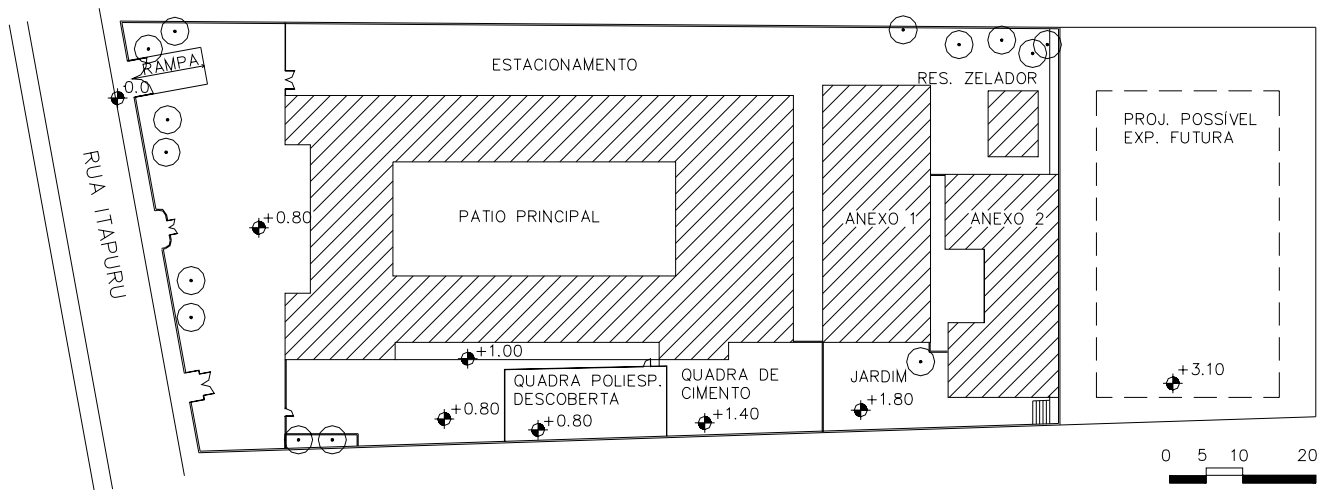 RAMPA
0.0
ESTACIONAMENTO
RES. ZELADOR
PROJ. POSSÍVEL
EXP. FUTURA
RUA ITAPURU
+0.80
PATIO PRINCIPAL
ANEXO 1
ANEXO 2
+1.00
QUADRA POLIESP.
DESCOBERTA
+0.80
+0.80
QUADRA DE
CIMENTO
+1.40
JARDIM
+1.80
+3.10
0 5 10 20